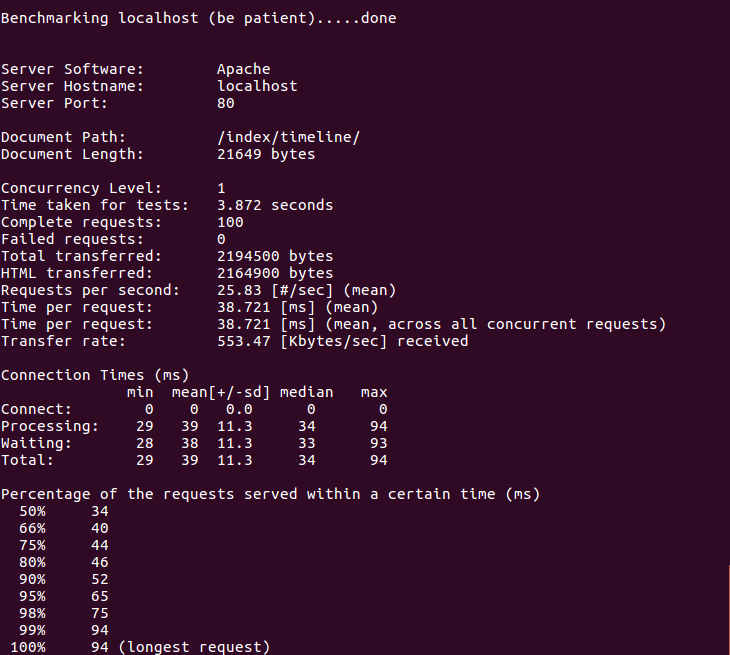 Benchmarking localhost (be patient).....done
Server Software: Apache
Server Hostname: localhost
Server Port: 80
Document Path: /index/timeline/
Document Length: 21649 bytes
Concurrency Level: 1
Time taken for tests: 3.872 seconds
Complete requests: 100
Failed requests: 0
Total transferred: 2194500 bytes
HTML transferred: 2164900 bytes
Requests per second: 25.83 [#/sec] (mean)
Time per request: 38.721 [ms] (mean)
Time per request: 38.721 [ms] (mean, across all concurrent requests)
Transfer rate: 553.47 [Kbytes/sec] received
Connection Times (ms)
min mean[+/-sd] median max
Connect: 0 0 0.0 0 0
Processing: 29 39 11.3 34 94
Waiting: 28 38 11.3 33 93
Total: 29 39 11.3 34 94
Percentage of the requests served within a certain time (ms)
50% 34
66% 40
75% 44
80% 46
90% 52
95% 65
98% 75
99% 94
100% 94 (longest request)